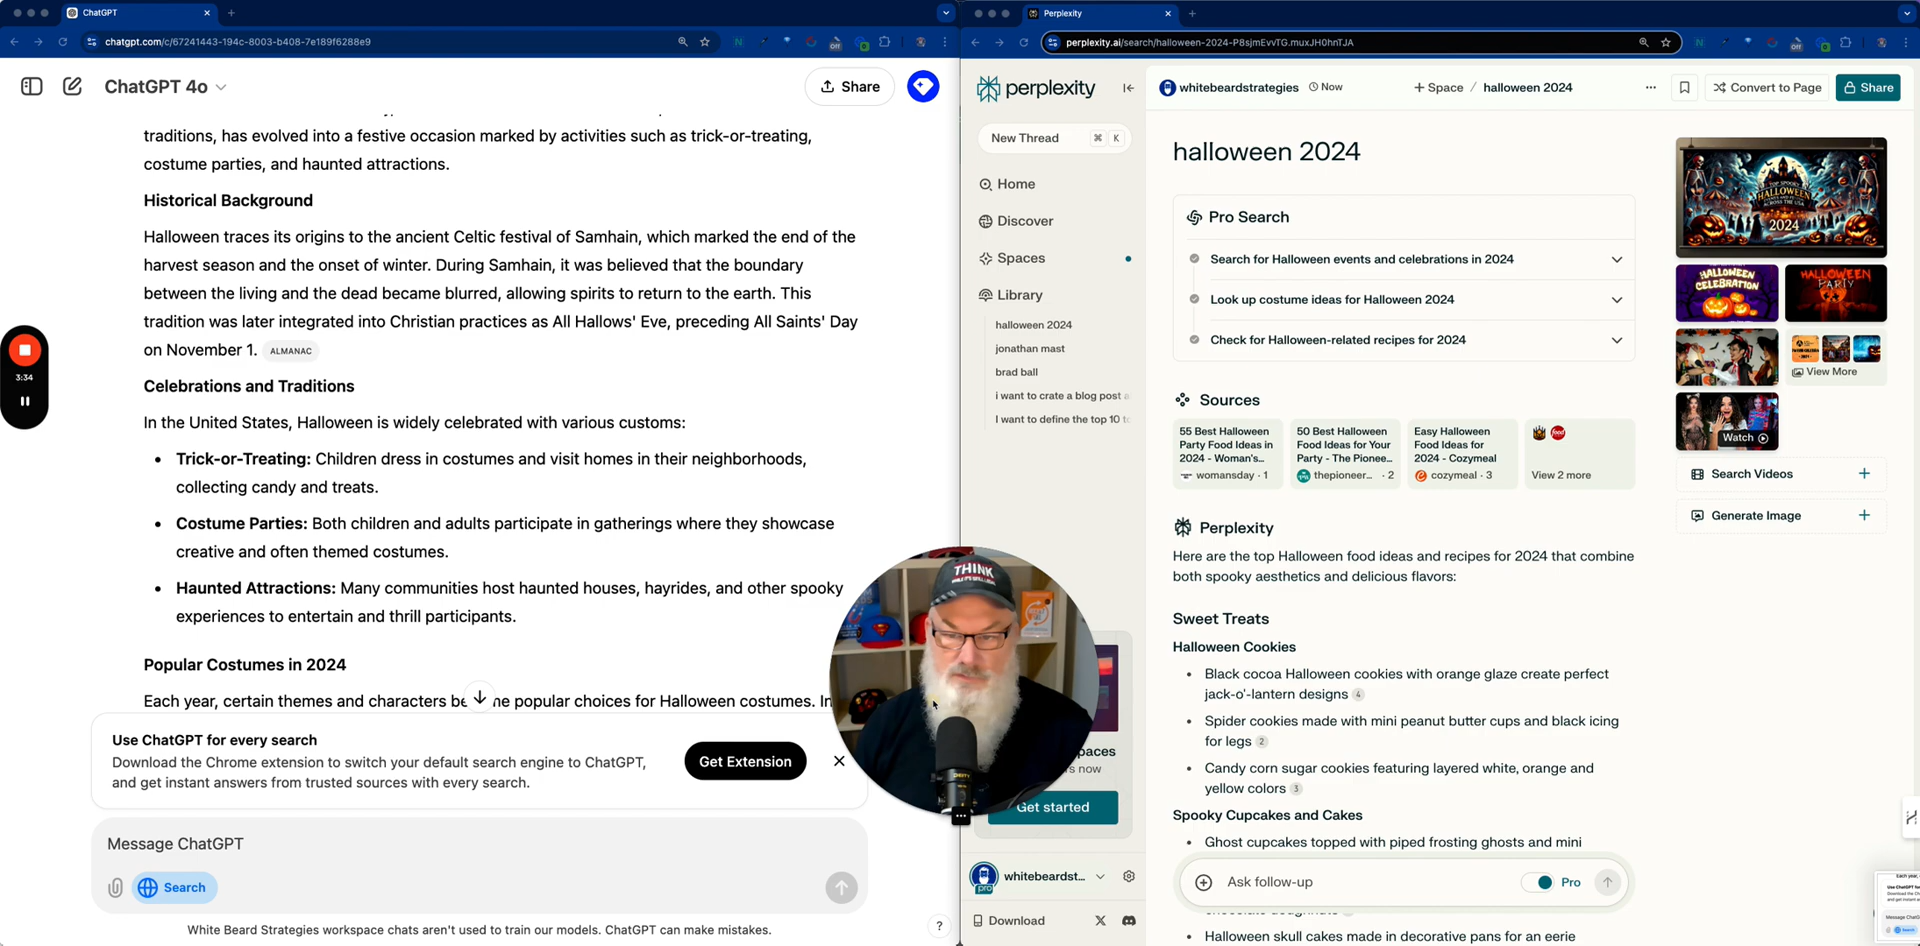 ChatGPT
chatgpt.com/c/67241443-194c-8003-b408-7e189f6288e9
ChatGPT 4o
Share
traditions, has evolved into a festive occasion marked by activities such as trick-or-treating,
costume parties, and haunted attractions.
Historical Background
Halloween traces its origins to the ancient Celtic festival of Samhain, which marked the end of the
harvest season and the onset of winter. During Samhain, it was believed that the boundary
between the living and the dead became blurred, allowing spirits to return to the earth. This
tradition was later integrated into Christian practices as All Hallows' Eve, preceding All Saints' Day
on November 1. ALMANAC
Celebrations and Traditions
In the United States, Halloween is widely celebrated with various customs:
• Trick-or-Treating: Children dress in costumes and visit homes in their neighborhoods,
collecting candy and treats.
• Costume Parties: Both children and adults participate in gatherings where they showcase
creative and often themed costumes.
• Haunted Attractions: Many communities host haunted houses, hayrides, and other spooky
experiences to entertain and thrill participants.
Popular Costumes in 2024
Each year, certain themes and characters be me popular choices for Halloween costumes. In
Use ChatGPT for every search
Download the Chrome extension to switch your default search engine to ChatGPT,
and get instant answers from trusted sources with every search.
Get Extension
Message ChatGPT
Search
White Beard Strategies workspace chats aren't used to train our models. ChatGPT can make mistakes.
?
3:34
THINK
Perplexity
perplexity.ai/search/halloween-2024-P8sjmEvvTG.muxJH0hnTJA
perplexity
New Thread ⌘ K
Home
Discover
Spaces
Library
halloween 2024
jonathan mast
brad ball
i want to crate a blog post a
I want to define the top 10 to
paces
rs now
Get started
whitebeardst...
pro
Download
whitebeardstrategies
Now
+ Space / halloween 2024
Convert to Page
Share
halloween 2024
Pro Search
Search for Halloween events and celebrations in 2024
Look up costume ideas for Halloween 2024
Check for Halloween-related recipes for 2024
Sources
55 Best Halloween
Party Food Ideas in
2024 - Woman's...
womansday · 1
50 Best Halloween
Food Ideas for Your
Party - The Pionee...
thepioneer... · 2
Easy Halloween
Food Ideas for
2024 - Cozymeal
cozymeal · 3
food
View 2 more
Perplexity
Here are the top Halloween food ideas and recipes for 2024 that combine
both spooky aesthetics and delicious flavors:
Sweet Treats
Halloween Cookies
• Black cocoa Halloween cookies with orange glaze create perfect
jack-o'-lantern designs 4
• Spider cookies made with mini peanut butter cups and black icing
for legs 2
• Candy corn sugar cookies featuring layered white, orange and
yellow colors 3
Spooky Cupcakes and Cakes
• Ghost cupcakes topped with piped frosting ghosts and mini
Ask follow-up
Pro
• Halloween skull cakes made in decorative pans for an eerie
TOP SPOOKY
HALLOWEEN
ACROSS THE USA
2024
HALLOWEEN
CELEBRATION
HALLOWEEN
PARTY
View More
Watch
Search Videos
Generate Image